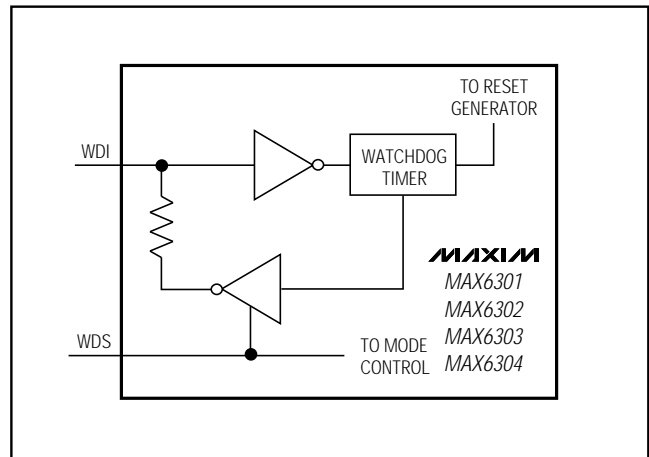 TO RESET
GENERATOR
WDI
WATCHDOG
TIMER
MAXIM
MAX6301
MAX6302
MAX6303
MAX6304
WDS
TO MODE
CONTROL